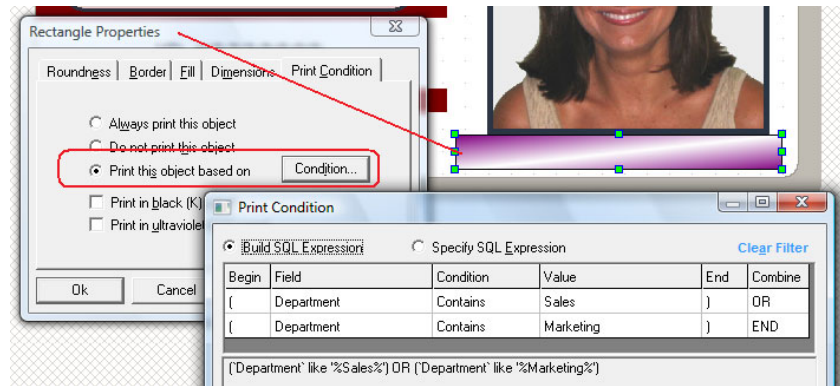 Rectangle Properties
Roundness Border Fill Dimensions Print Condition
Always print this object
Do not print this object
Print this object based on Condition...
Print in black (K)
Print in ultraviolet
Ok Cancel
Print Condition
Build SQL Expression Specify SQL Expression Clear Filter
Begin Field Condition Value End Combine
( Department Contains Sales ) OR
( Department Contains Marketing ) END
(`Department` like '%Sales%') OR (`Department` like '%Marketing%')